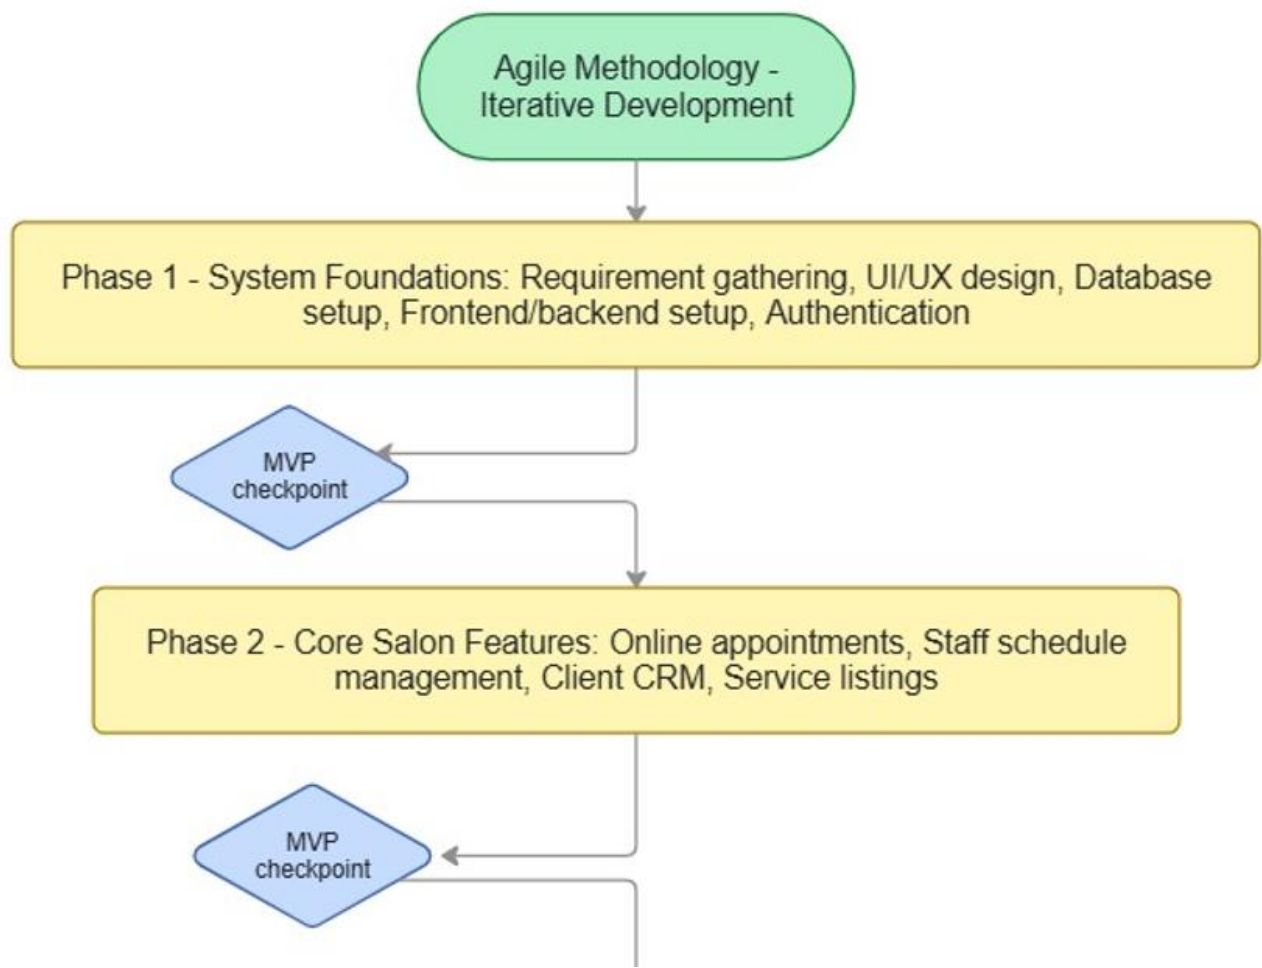 Agile Methodology -
Iterative Development
Phase 1 - System Foundations: Requirement gathering, UI/UX design, Database
setup, Frontend/backend setup, Authentication
MVP
checkpoint
Phase 2 - Core Salon Features: Online appointments, Staff schedule
management, Client CRM, Service listings
MVP
checkpoint